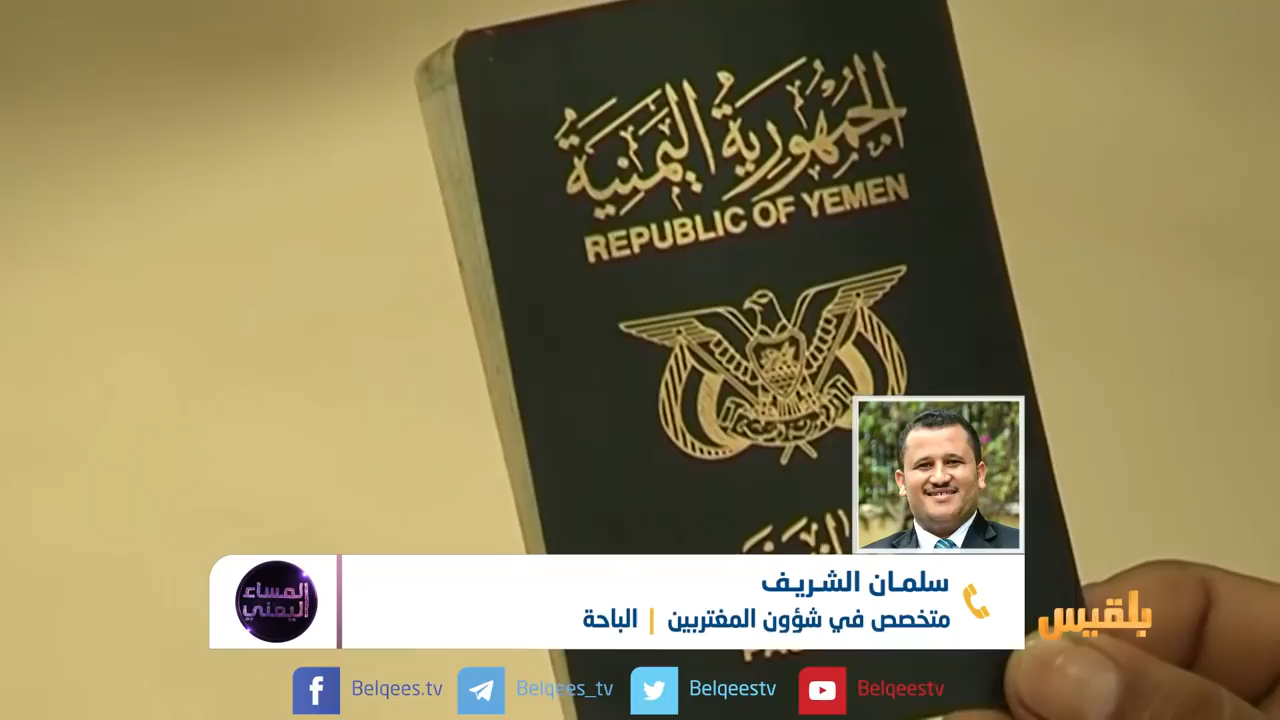 الجمهورية اليمنية
REPUBLIC OF YEMEN
سلمان الشريف
متخصص في شؤون المغتربين | الباحة
المساء اليمني
بلقيس
Belqees.tv
Belqees_tv
Belqeestv
Belqeestv